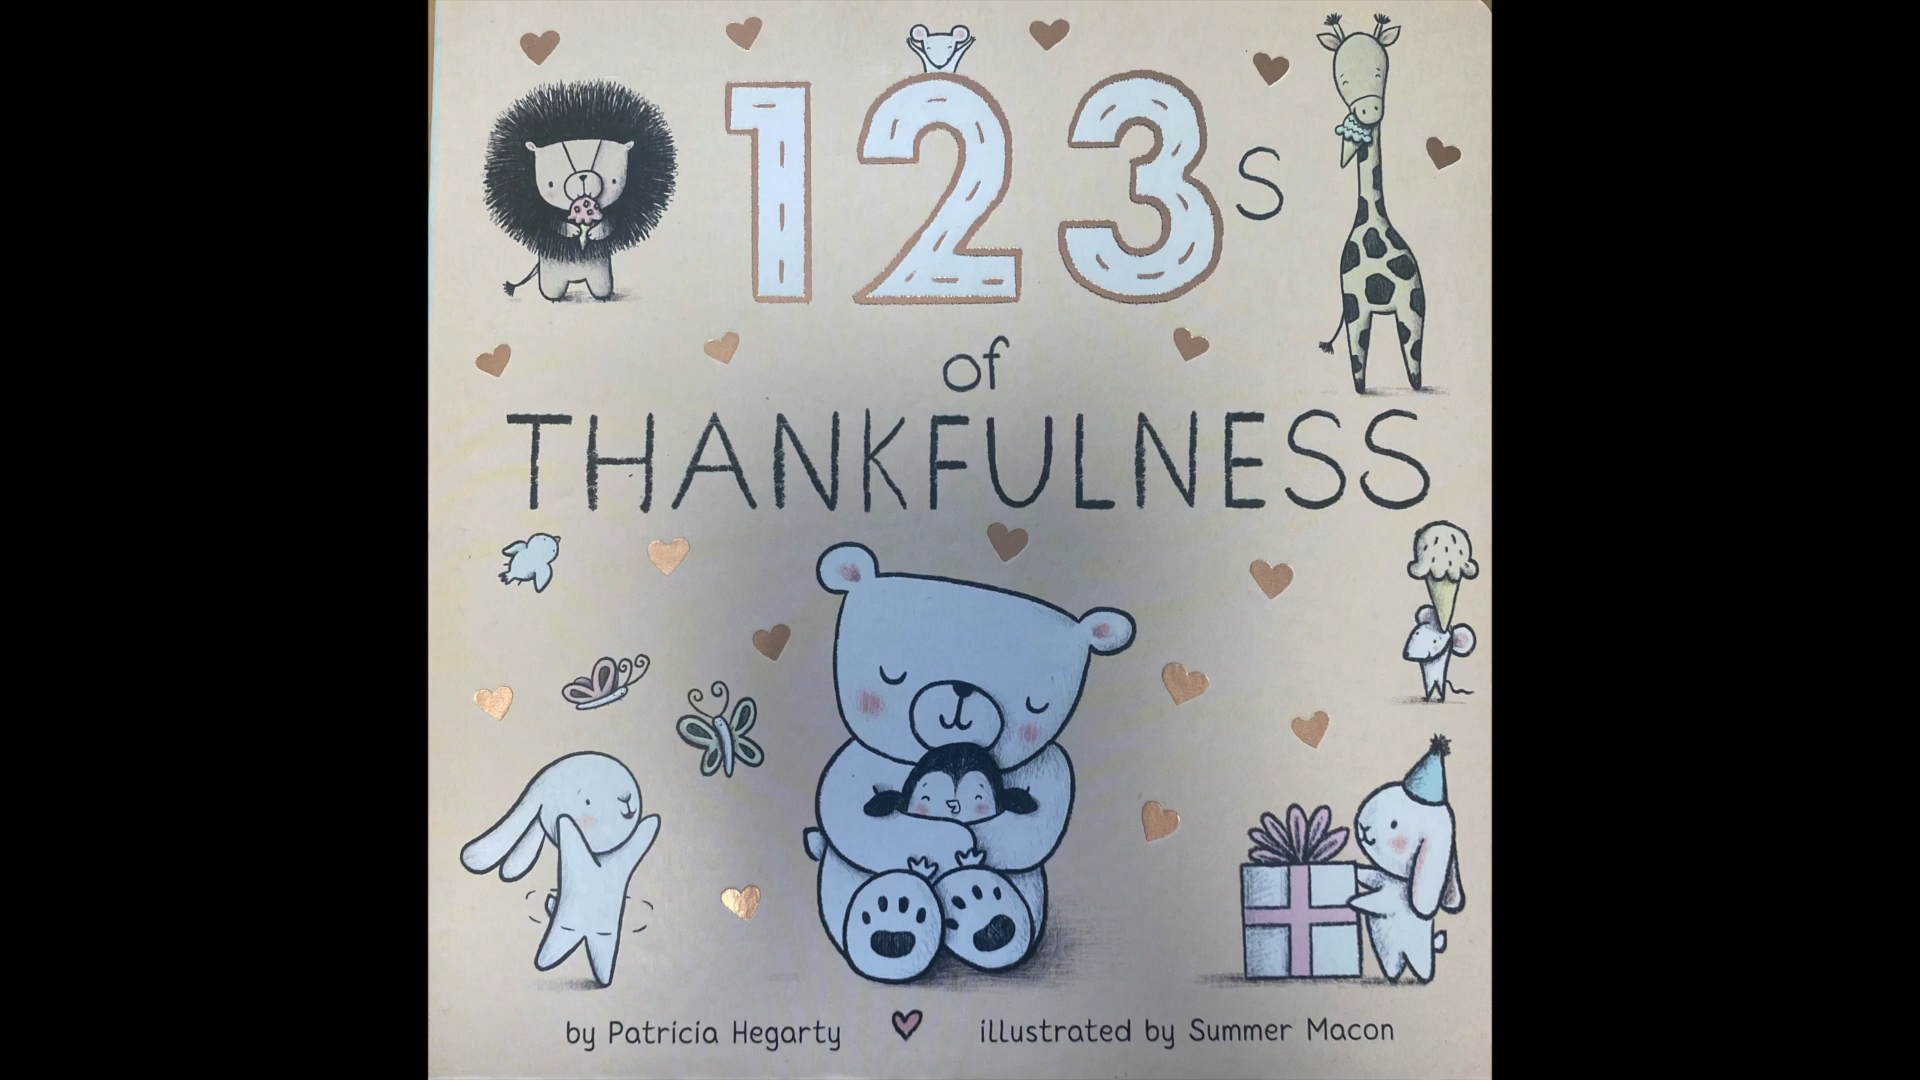 123s
of
THANKFULNESS
by Patricia Hegarty
illustrated by Summer Macon